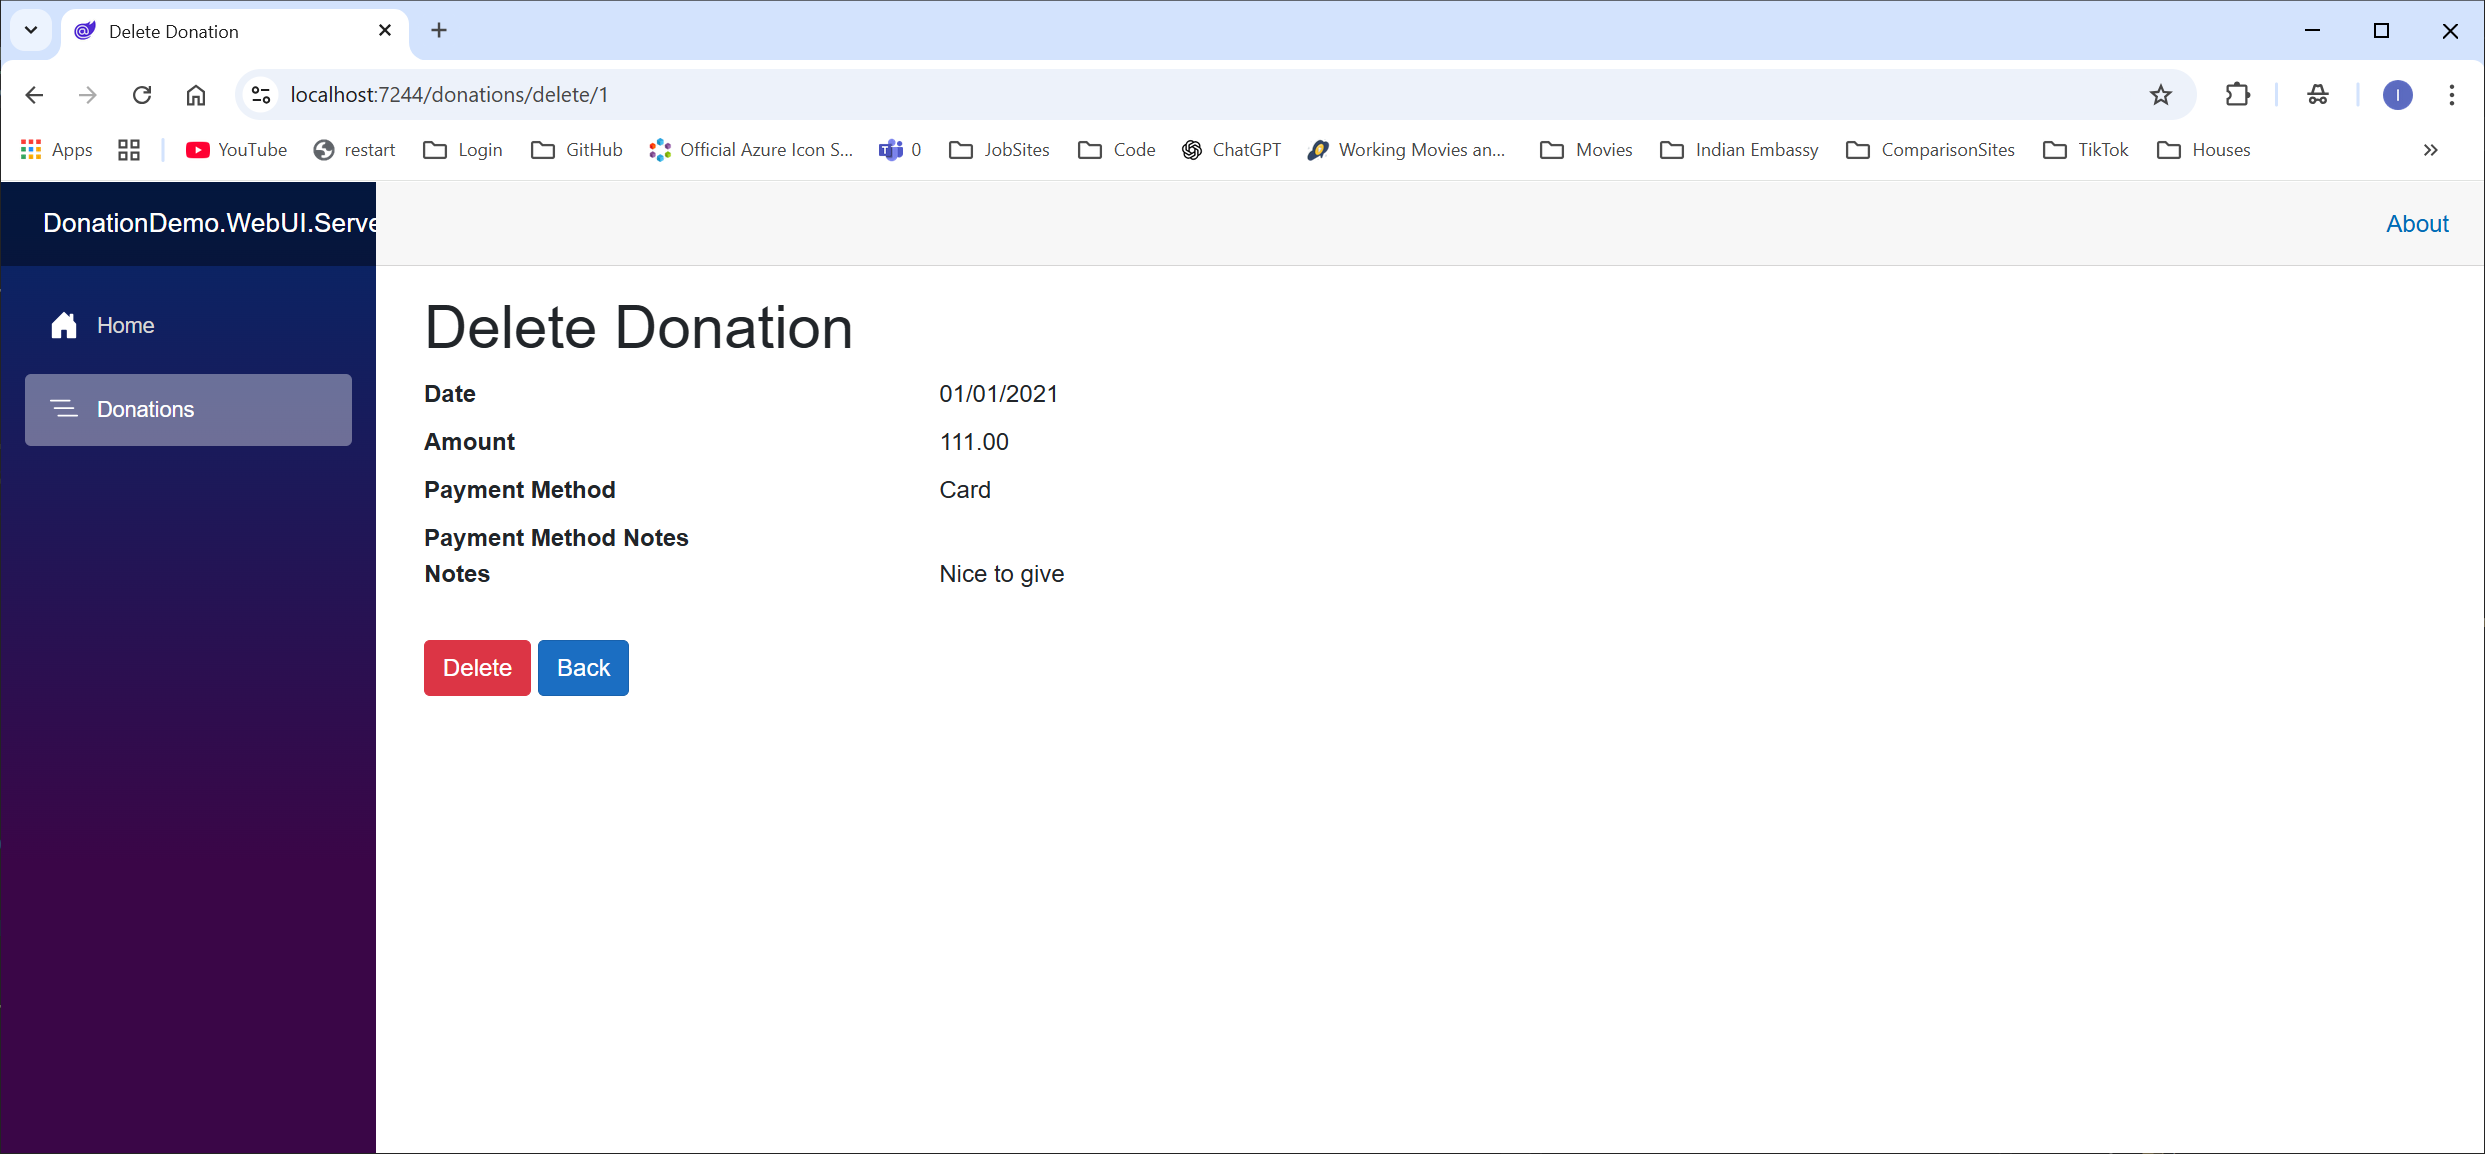 Delete Donation
localhost:7244/donations/delete/1
I
Apps YouTube restart Login GitHub Official Azure Icon S... 0 JobSites Code ChatGPT Working Movies an... Movies Indian Embassy ComparisonSites TikTok Houses
DonationDemo.WebUI.Serve
About
Home
Donations
Delete Donation
Date 01/01/2021
Amount 111.00
Payment Method Card
Payment Method Notes
Notes Nice to give
Delete Back